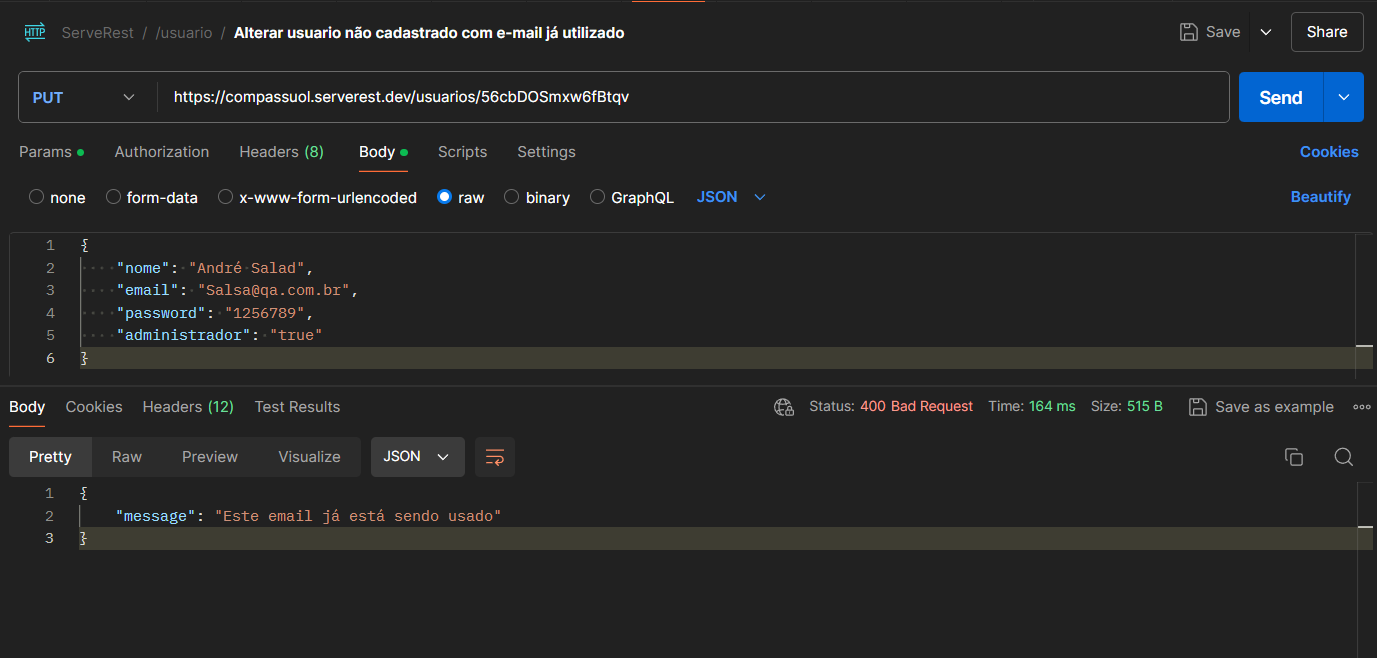 HTTP ServeRest / /usuario / Alterar usuario não cadastrado com e-mail já utilizado Save Share
PUT https://compassuol.serverest.dev/usuarios/56cbDOSmxw6fBtqv Send
Params Authorization Headers (8) Body Scripts Settings Cookies
none form-data x-www-form-urlencoded raw binary GraphQL JSON Beautify
1 {
2 "nome": "André Salad",
3 "email": "Salsa@qa.com.br",
4 "password": "1256789",
5 "administrador": "true"
6 }
Body Cookies Headers (12) Test Results Status: 400 Bad Request Time: 164 ms Size: 515 B Save as example
Pretty Raw Preview Visualize JSON
1 {
2 "message": "Este email já está sendo usado"
3 }